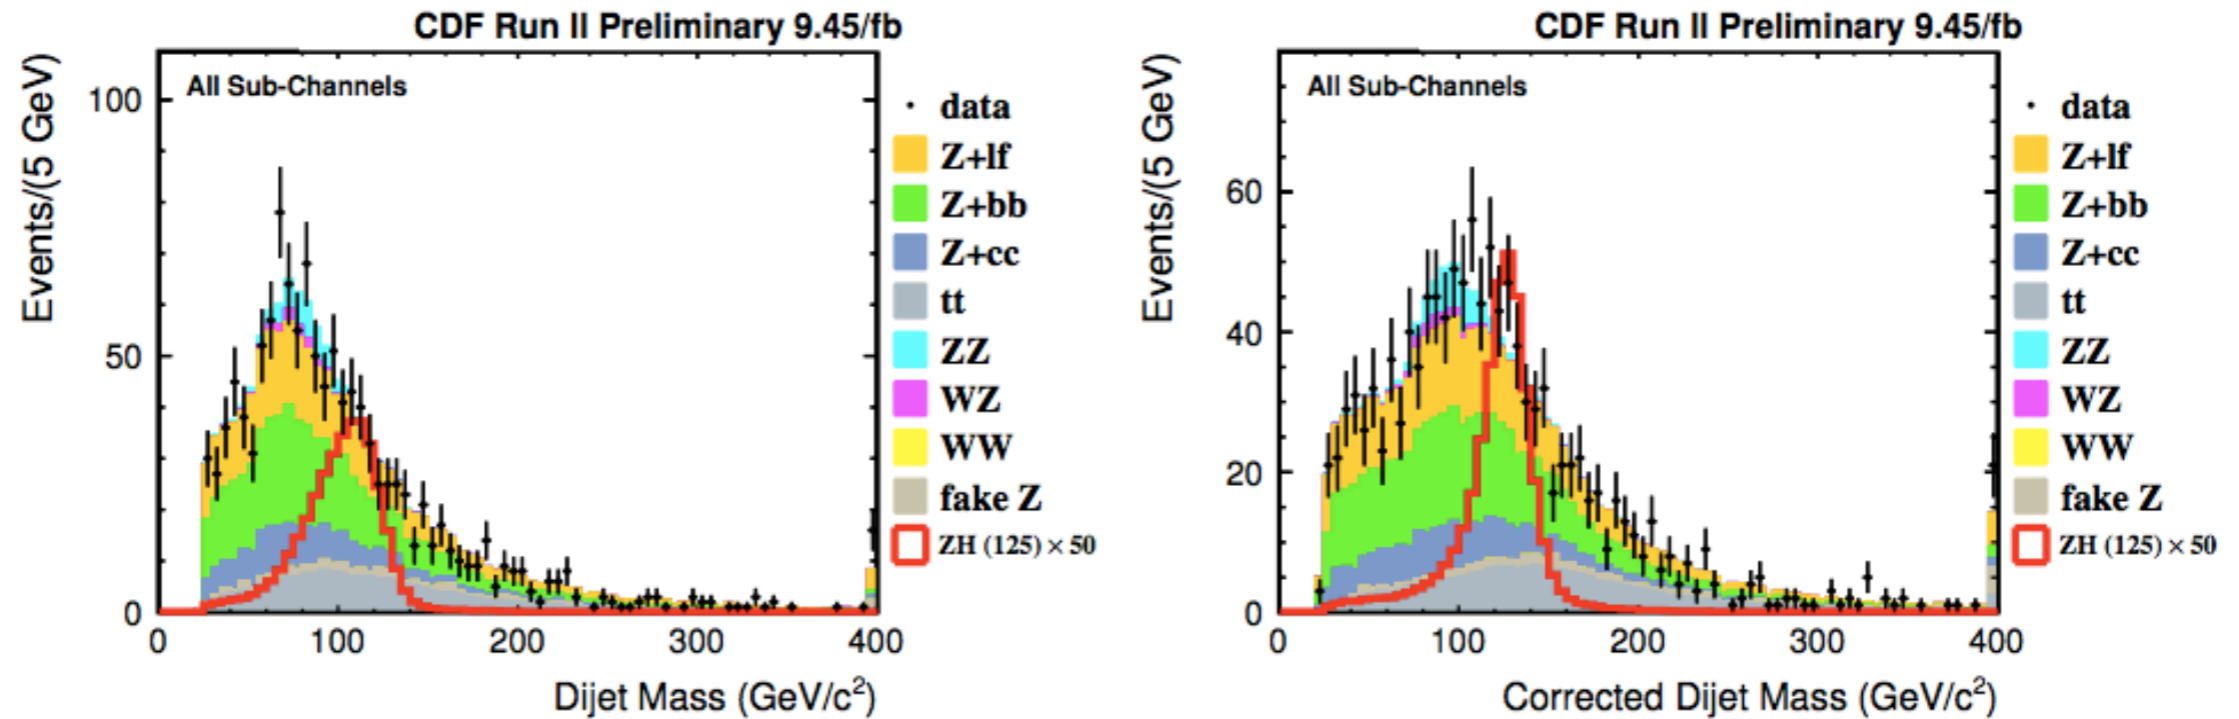 CDF Run II Preliminary 9.45/fb
All Sub-Channels
Events/(5 GeV)
100
50
0
0 100 200 300 400
Dijet Mass (GeV/c²)
data
Z+lf
Z+bb
Z+cc
tt
ZZ
WZ
WW
fake Z
ZH (125) × 50
CDF Run II Preliminary 9.45/fb
All Sub-Channels
Events/(5 GeV)
60
40
20
0
0 100 200 300 400
Corrected Dijet Mass (GeV/c²)
data
Z+lf
Z+bb
Z+cc
tt
ZZ
WZ
WW
fake Z
ZH (125) × 50